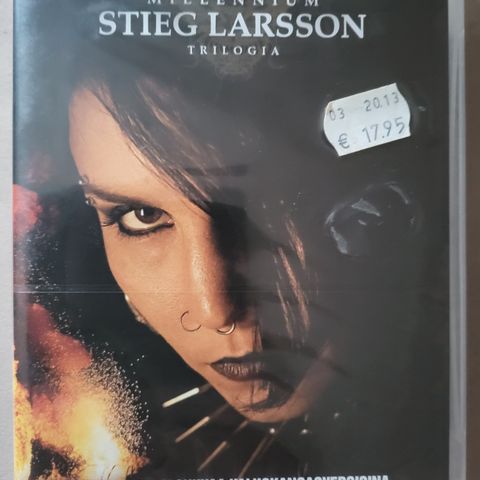 MILLENNIUM
STIEG LARSSON
TRILOGIA
03 20.13
€ 17.95